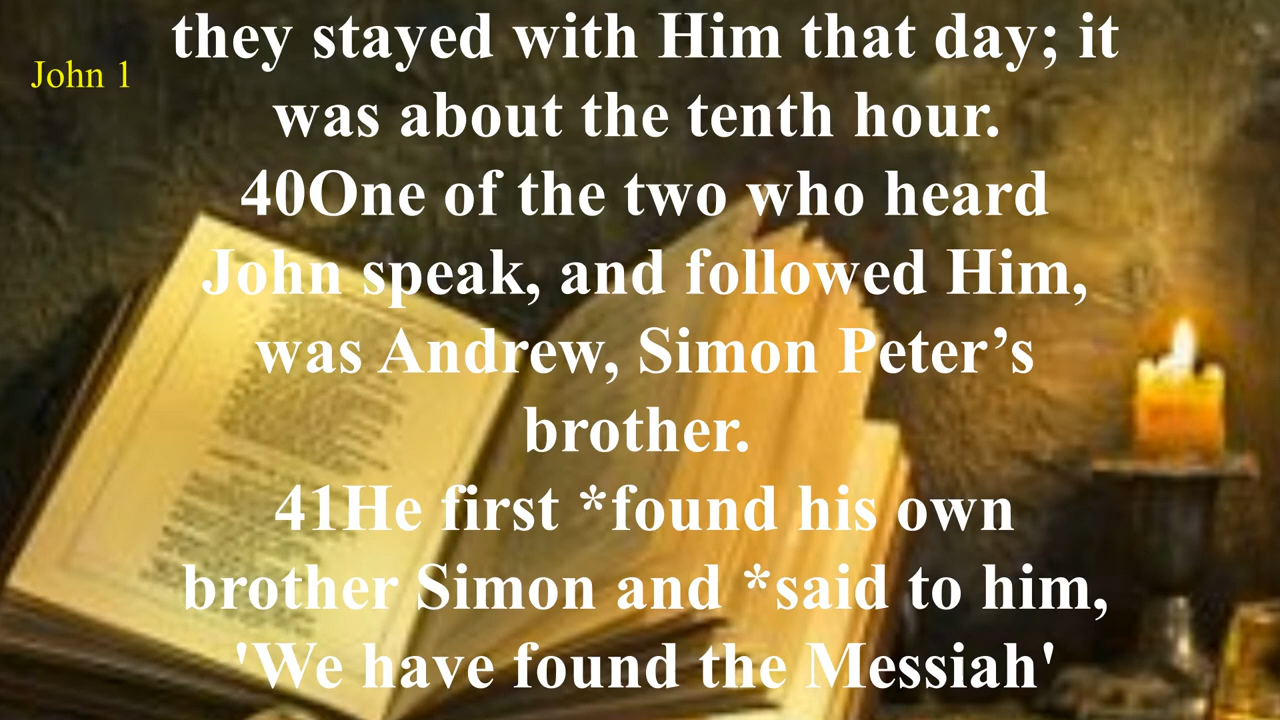 they stayed with Him that day; it
John 1
was about the tenth hour.
40One of the two who heard
John speak, and followed Him,
was Andrew, Simon Peter’s
brother.
41He first *found his own
brother Simon and *said to him,
'We have found the Messiah'